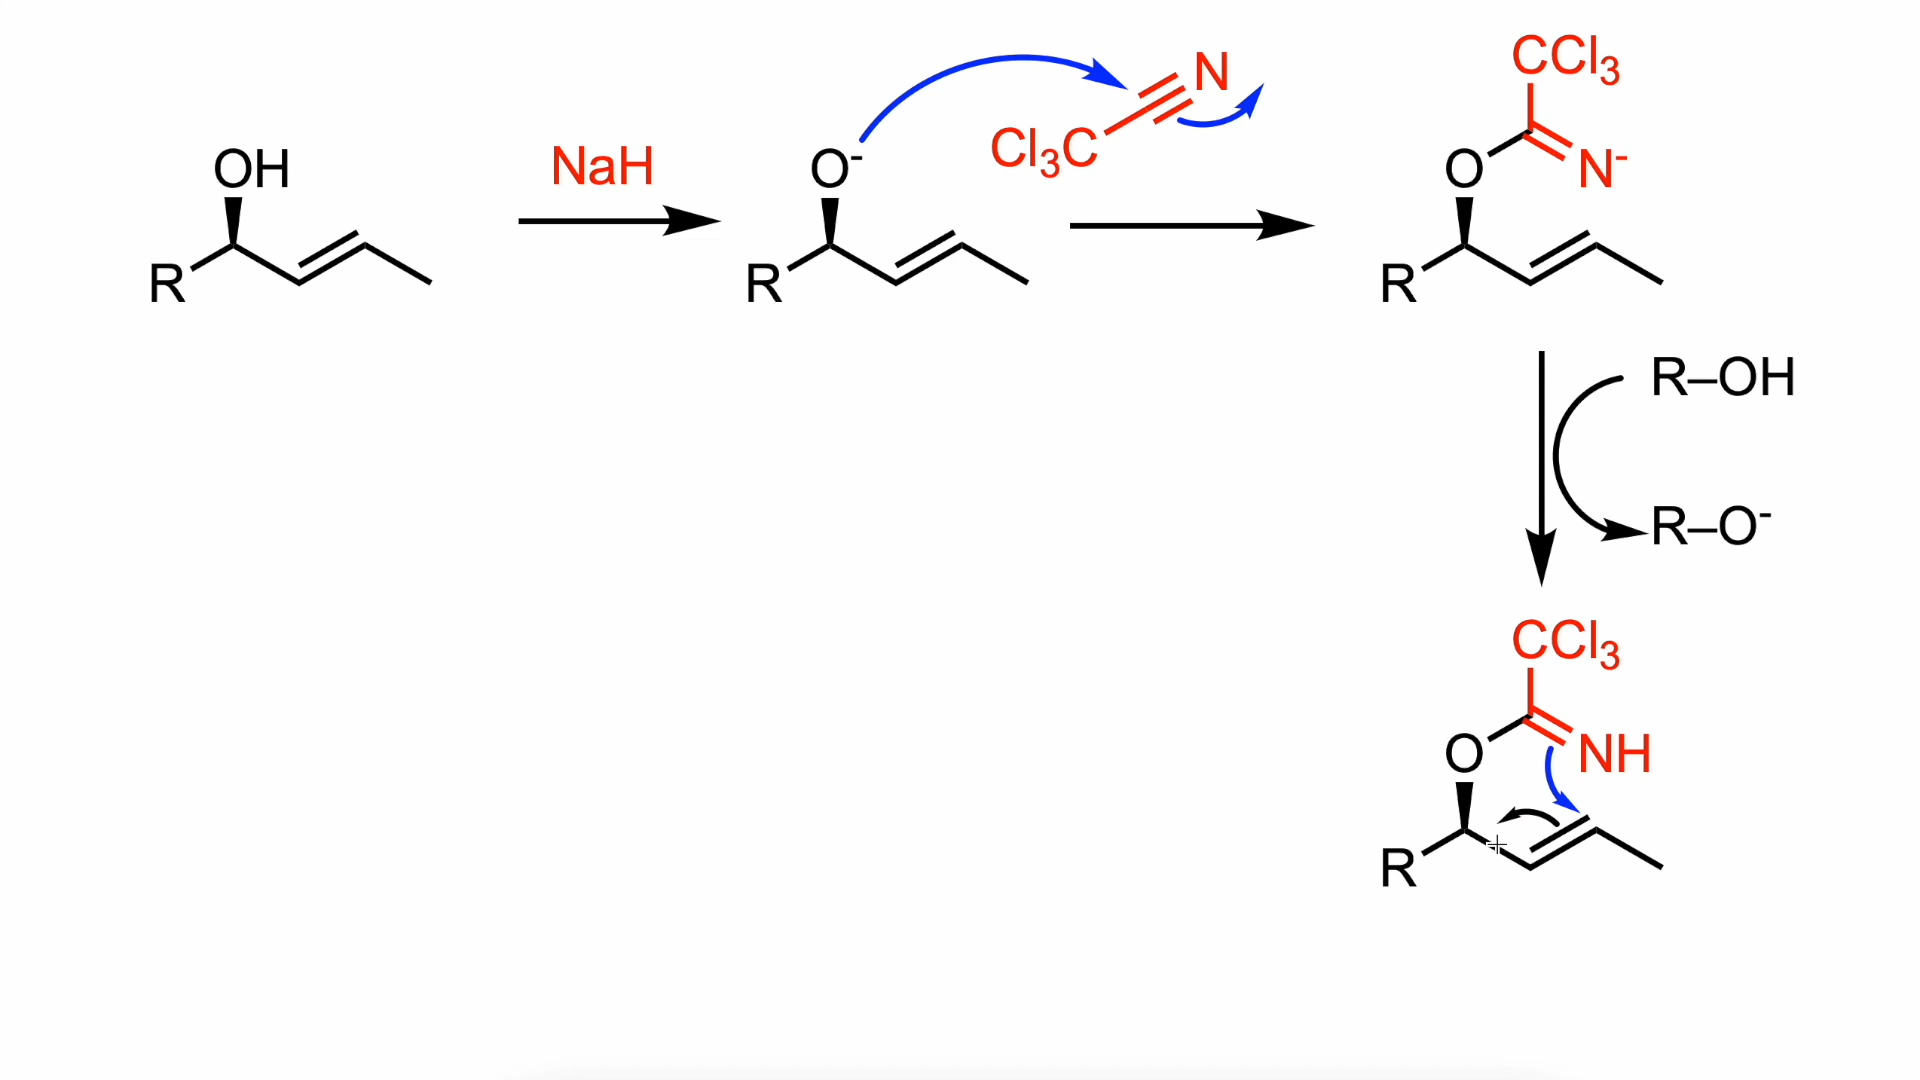 OH
R
NaH
O⁻
R
Cl₃C
N
CCl₃
O
N⁻
R
R–OH
R–O⁻
CCl₃
O
NH
R